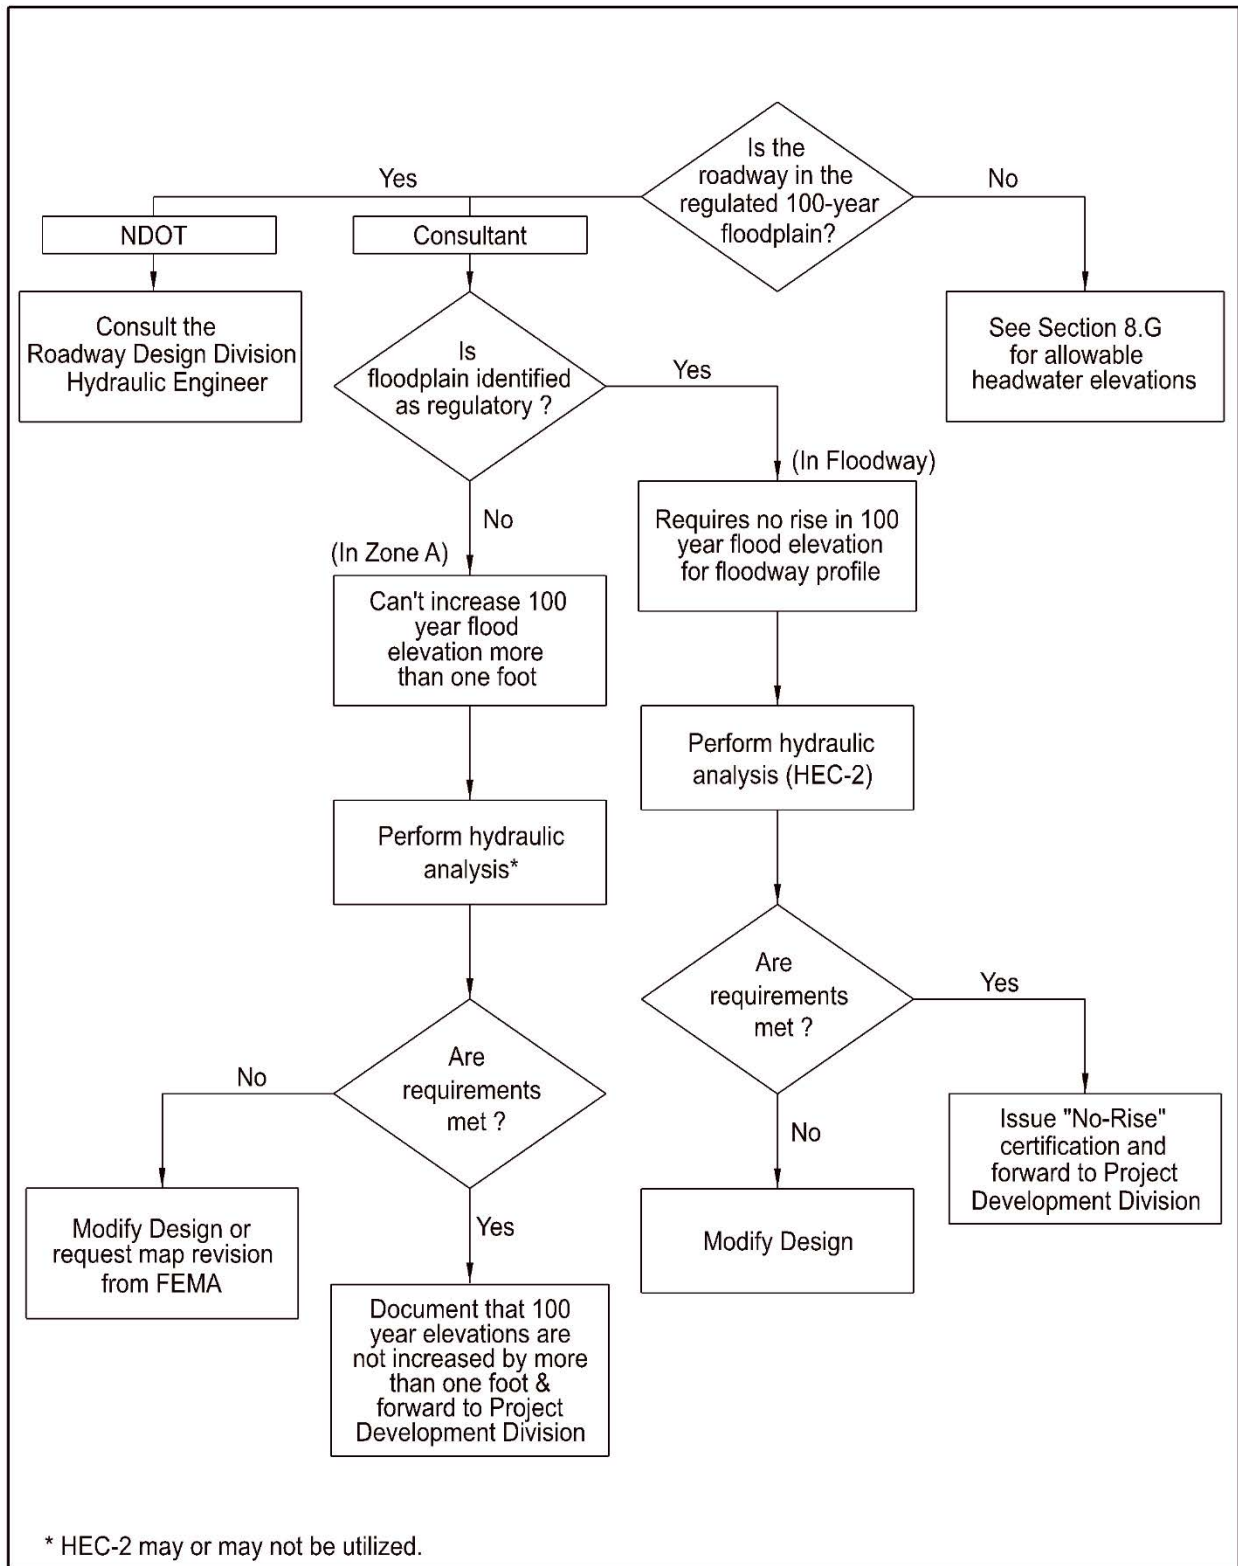 Is the
roadway in the
regulated 100-year
floodplain?
Yes
No
NDOT
Consultant
Consult the
Roadway Design Division
Hydraulic Engineer
See Section 8.G
for allowable
headwater elevations
Is
floodplain identified
as regulatory ?
Yes
(In Floodway)
No
(In Zone A)
Requires no rise in 100
year flood elevation
for floodway profile
Can't increase 100
year flood
elevation more
than one foot
Perform hydraulic
analysis (HEC-2)
Perform hydraulic
analysis*
Are
requirements
met ?
Yes
No
Are
requirements
met ?
No
Yes
Issue "No-Rise"
certification and
forward to Project
Development Division
Modify Design or
request map revision
from FEMA
Modify Design
Document that 100
year elevations are
not increased by more
than one foot &
forward to Project
Development Division
* HEC-2 may or may not be utilized.